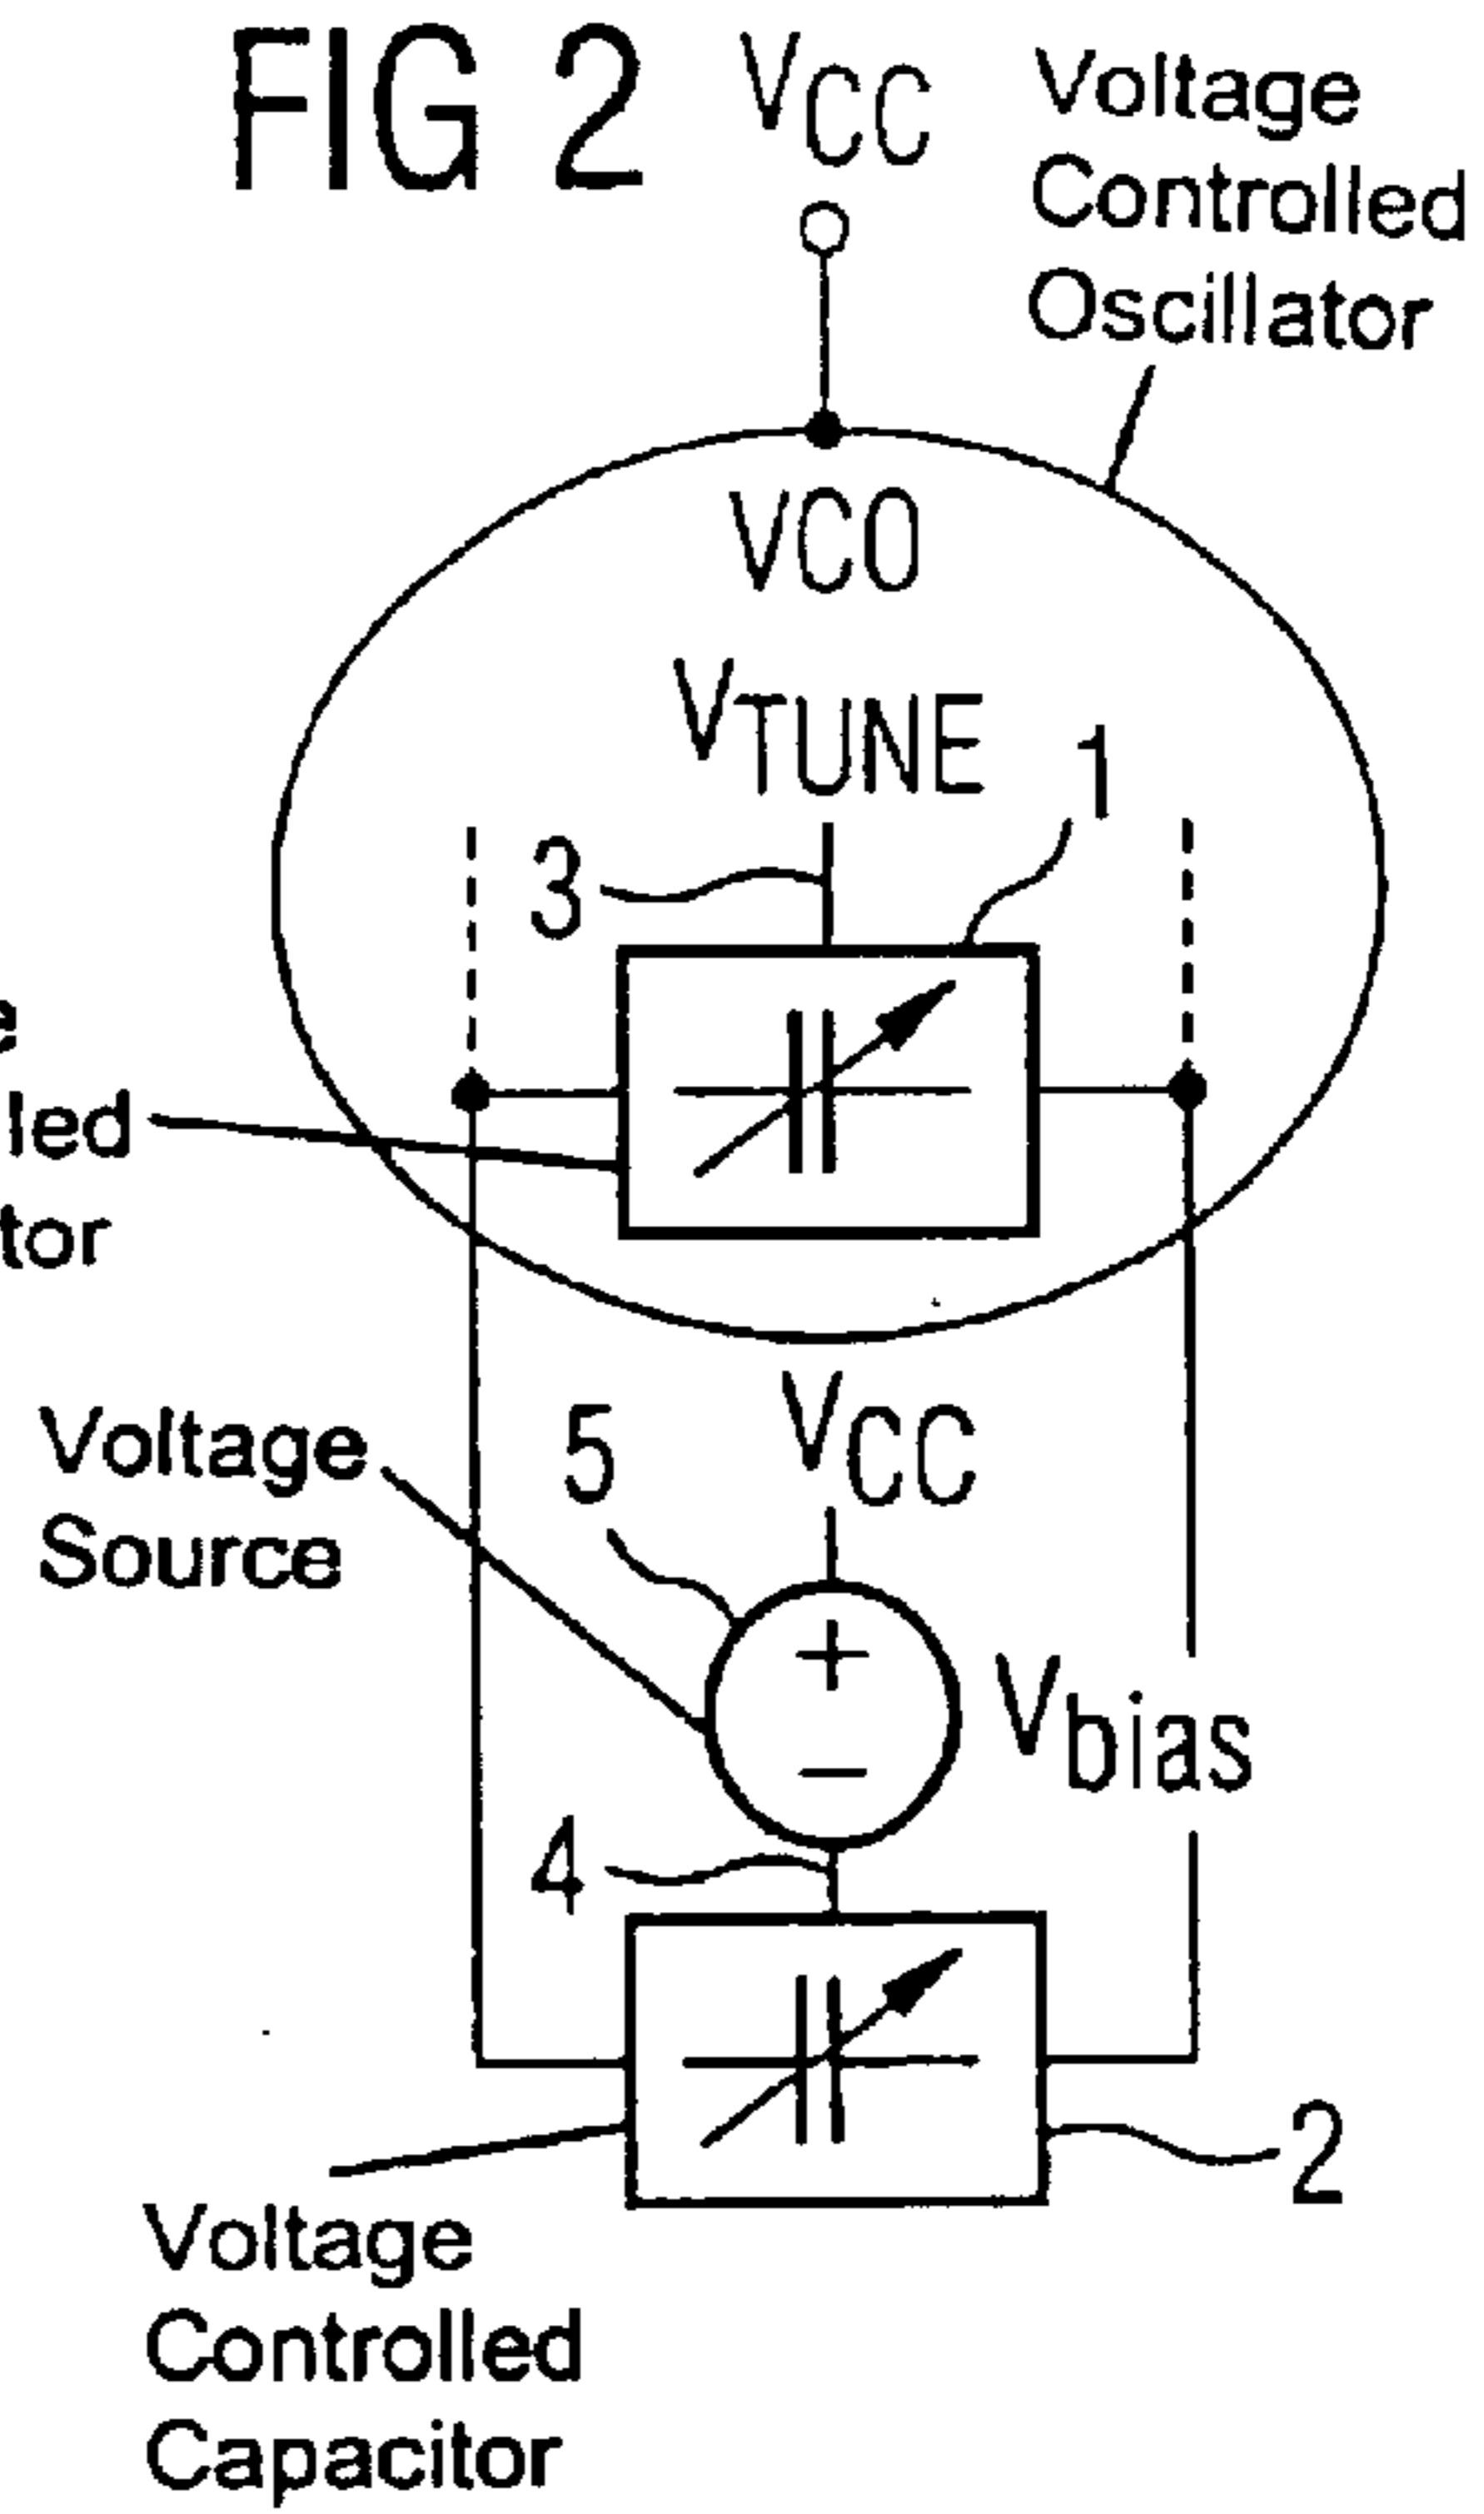 FIG 2
VCC
Voltage
Controlled
Oscillator
VCO
VTUNE
1
3
led
tor
5
VCC
Voltage
Source
Vbias
4
2
Voltage
Controlled
Capacitor